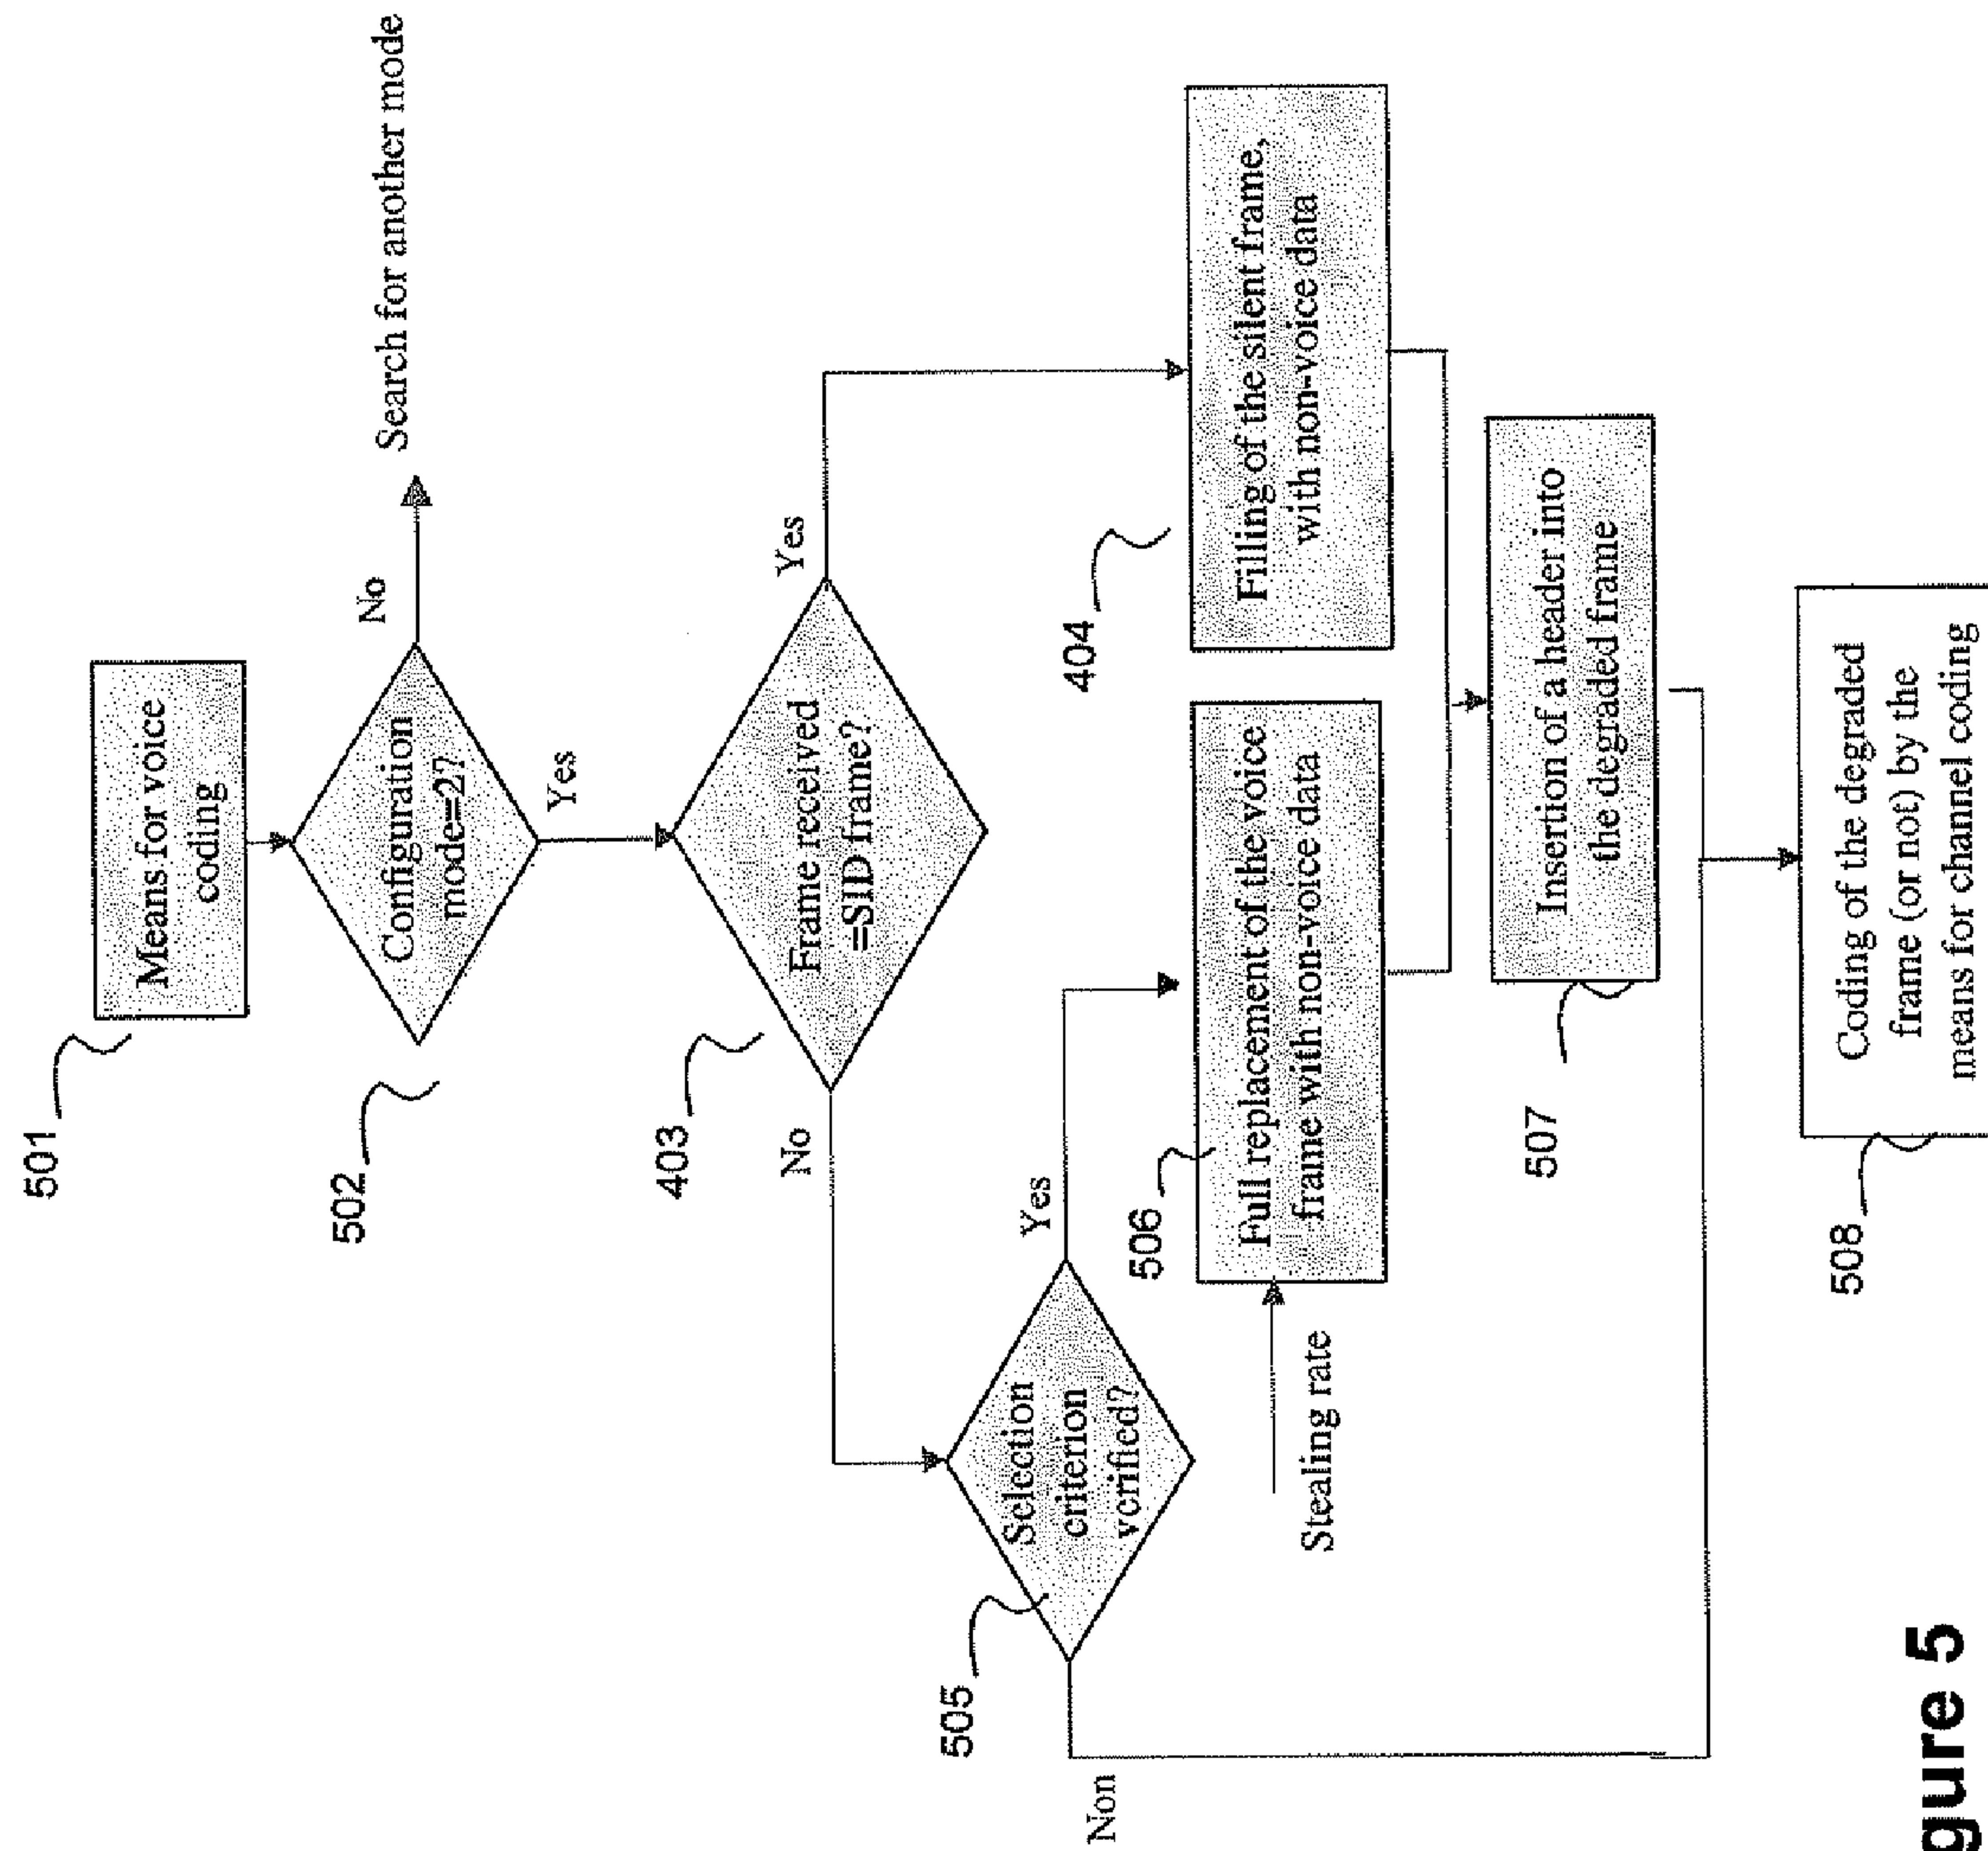 501
Means for voice
coding
502
Configuration
mode=2?
No
Search for another mode
Yes
403
Frame received
=SID frame?
No
Yes
505
Selection
criterion
verified?
Yes
Non
506
Full replacement of the voice
frame with non-voice data
Stealing rate
404
Filling of the silent frame,
with non-voice data
507
Insertion of a header into
the degraded frame
508
Coding of the degraded
frame (or not) by the
means for channel coding
gure 5